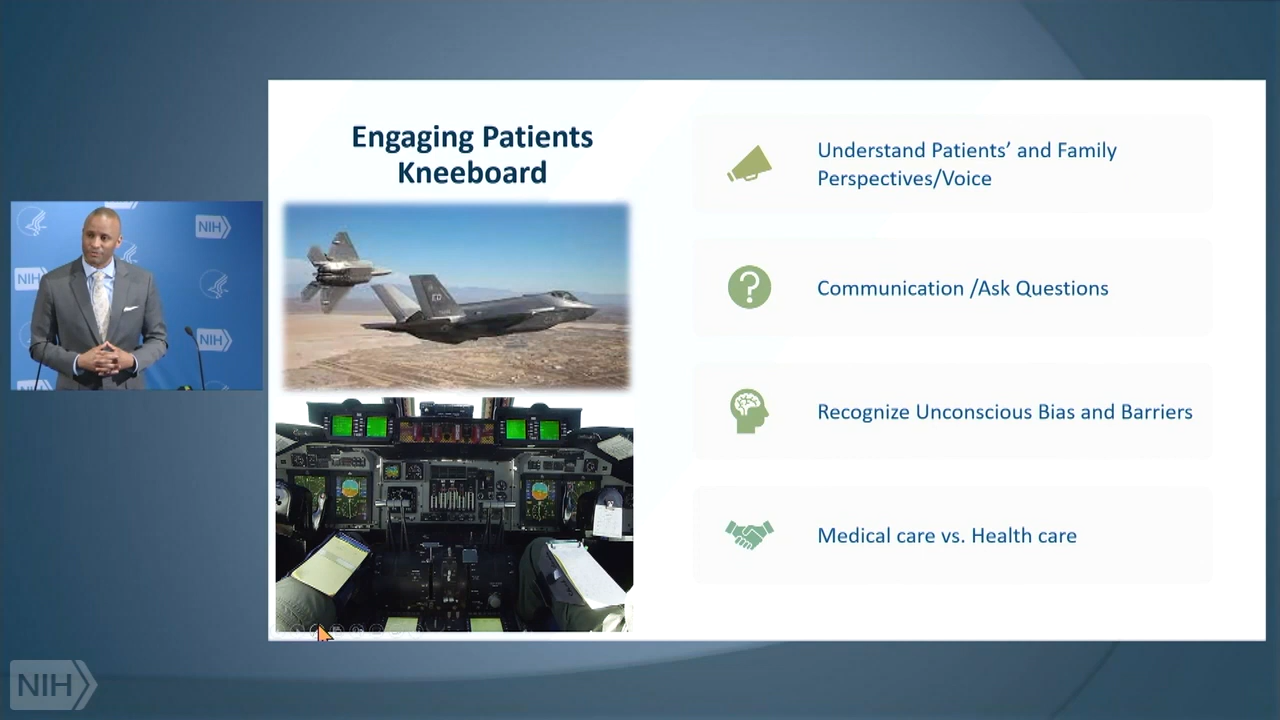 Engaging Patients
Kneeboard
Understand Patients' and Family
Perspectives/Voice
Communication /Ask Questions
Recognize Unconscious Bias and Barriers
Medical care vs. Health care
NIH
NIH
NIH
NIH
ED